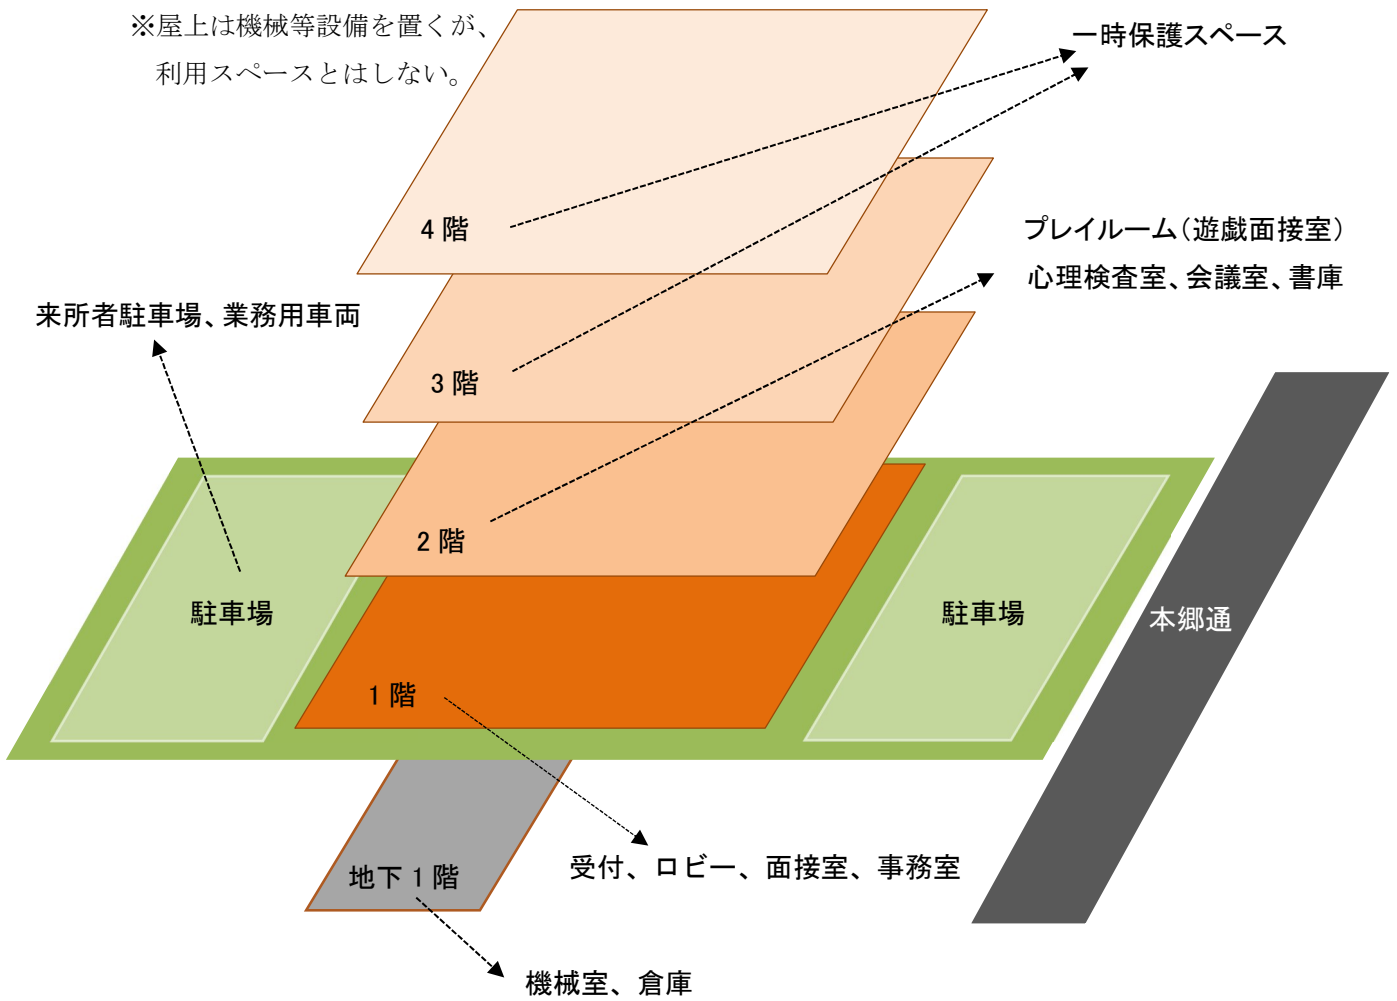 ※屋上は機械等設備を置くが、
利用スペースとはしない。
一時保護スペース
4 階
プレイルーム(遊戯面接室)
心理検査室、会議室、書庫
来所者駐車場、業務用車両
3 階
2 階
駐車場
駐車場
本郷通
1 階
受付、ロビー、面接室、事務室
地下 1 階
機械室、倉庫